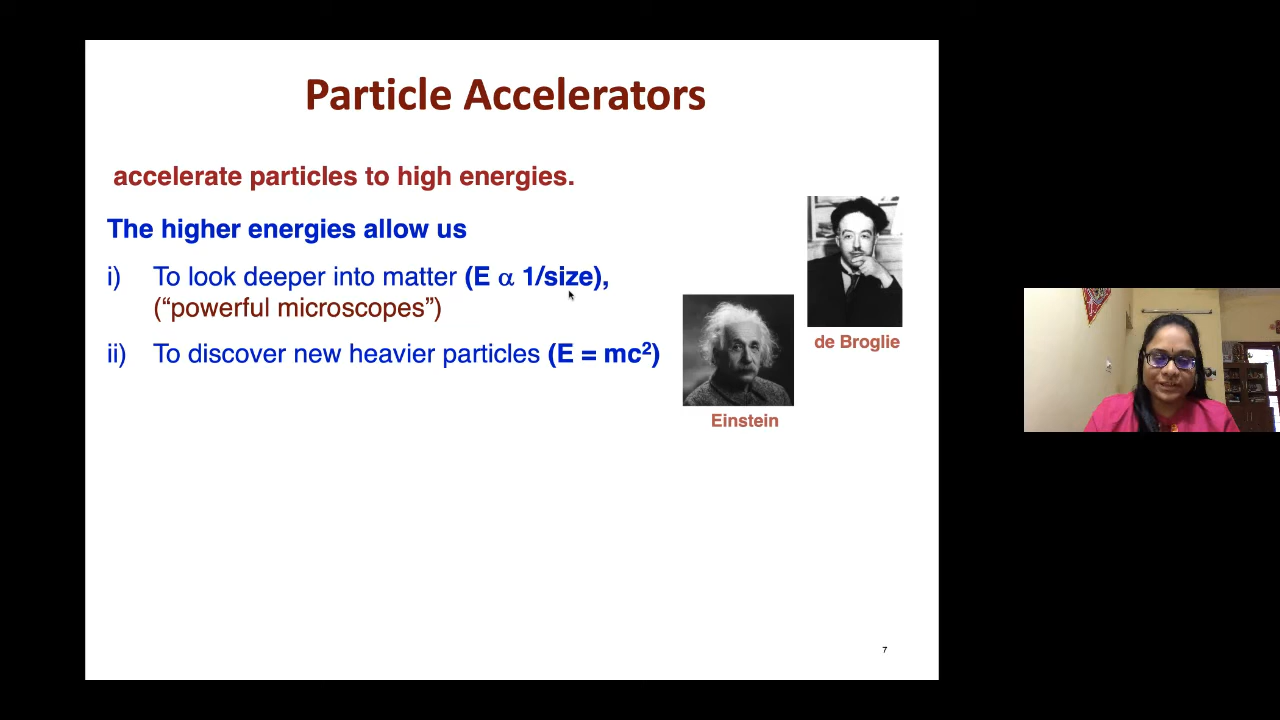 Particle Accelerators
accelerate particles to high energies.
The higher energies allow us
i) To look deeper into matter (E α 1/size),
(“powerful microscopes”)
ii) To discover new heavier particles (E = mc²)
de Broglie
Einstein
7